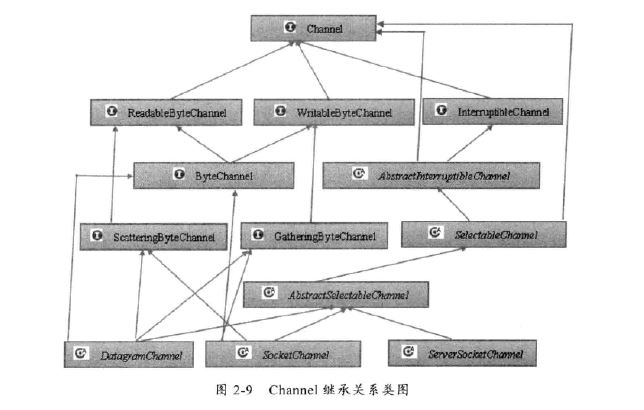 Channel
ReadableByteChannel
WritableByteChannel
InterruptibleChannel
ByteChannel
AbstractInterruptibleChannel
ScatteringByteChannel
GatheringByteChannel
SelectableChannel
AbstractSelectableChannel
DatagramChannel
SocketChannel
ServerSocketChannel
图 2-9 Channel 继承关系类图